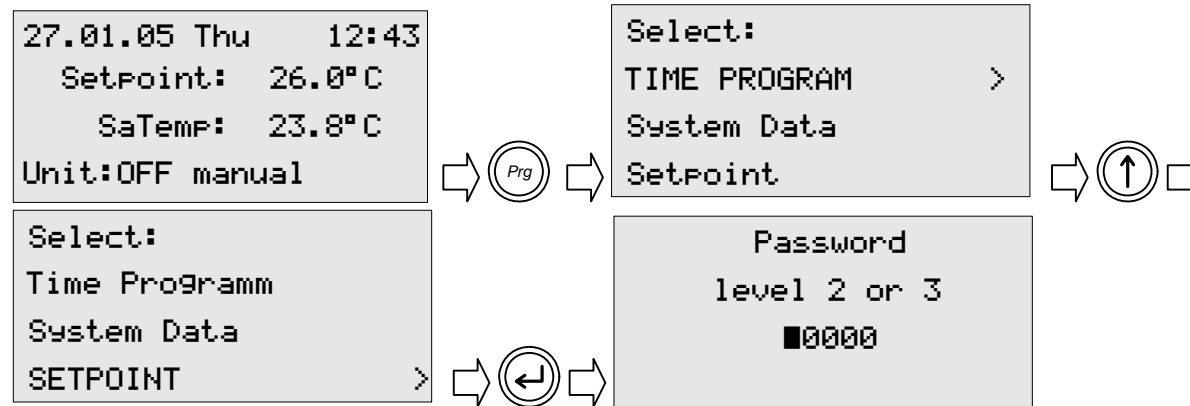 27.01.05 Thu 12:43
Setpoint: 26.0°C
SaTemp: 23.8°C
Unit:OFF manual
Prg
Select:
TIME PROGRAM >
System Data
Setpoint
↑
Select:
Time Programm
System Data
SETPOINT >
Password
level 2 or 3
█0000